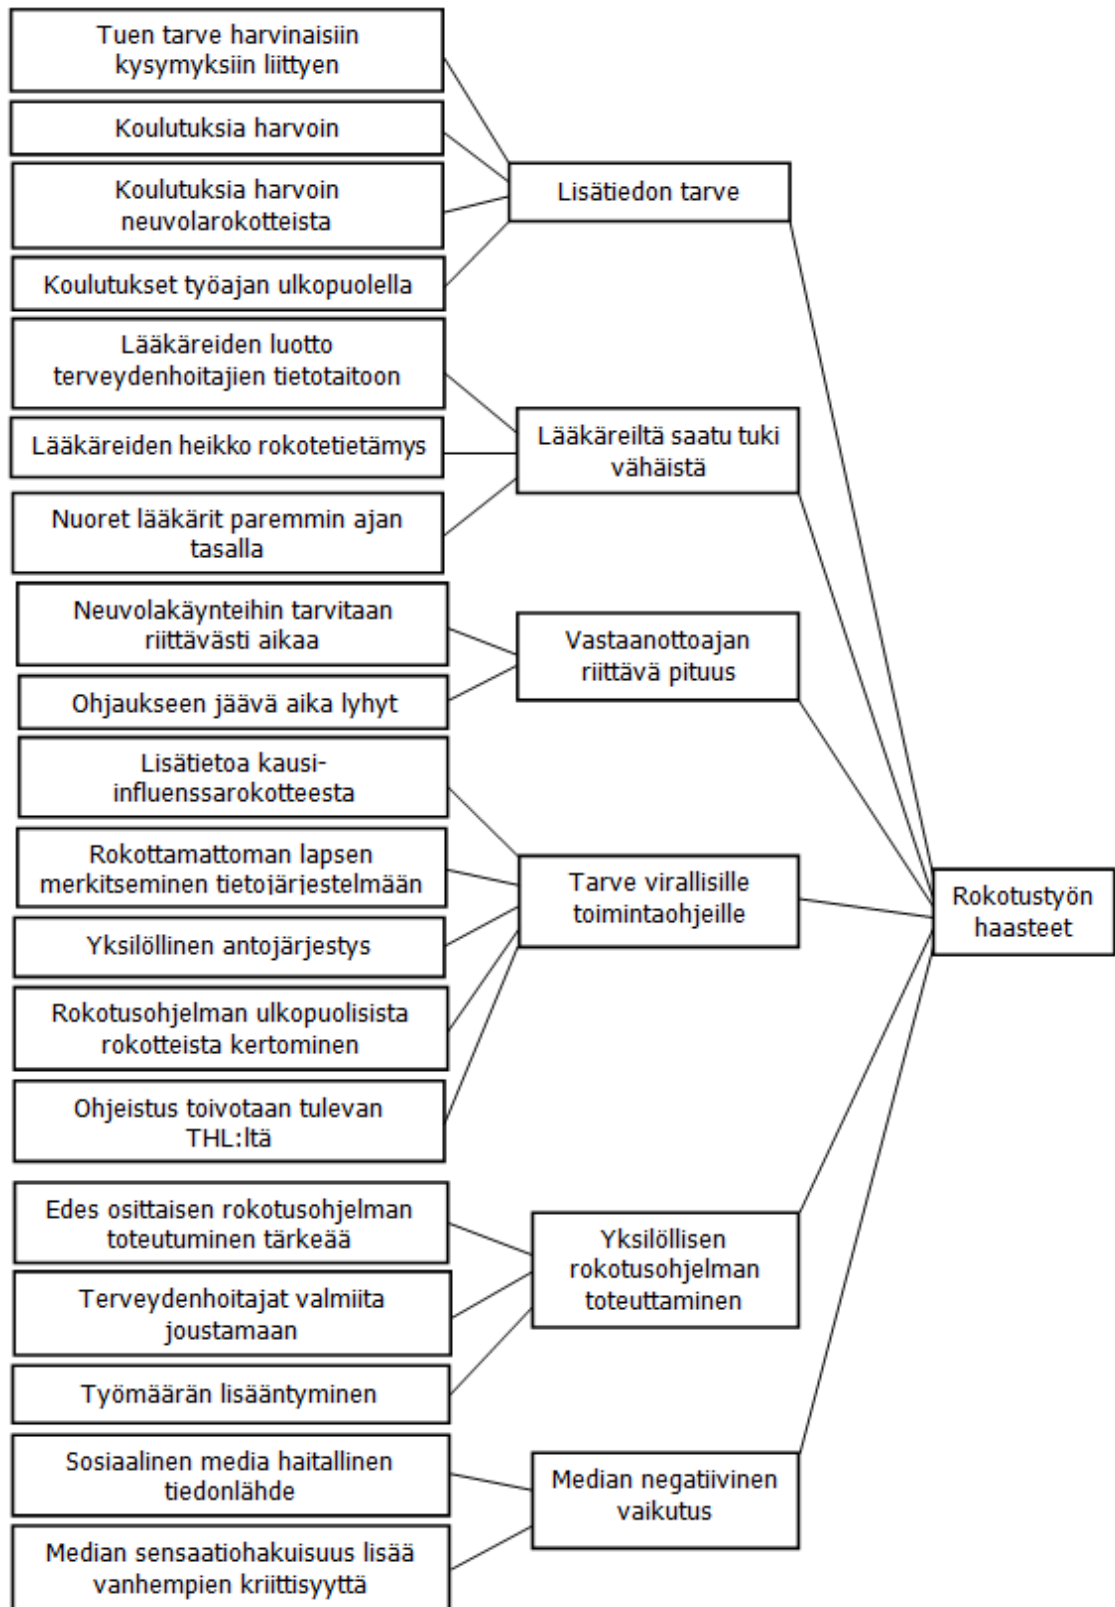 Tuen tarve harvinaisiin
kysymyksiin liittyen
Koulutuksia harvoin
Koulutuksia harvoin
neuvolarokotteista
Koulutukset työajan ulkopuolella
Lisätiedon tarve
Lääkäreiden luotto
terveydenhoitajien tietotaitoon
Lääkäreiden heikko rokotetietämys
Nuoret lääkärit paremmin ajan
tasalla
Lääkäreiltä saatu tuki
vähäistä
Neuvolakäynteihin tarvitaan
riittävästi aikaa
Ohjaukseen jäävä aika lyhyt
Vastaanottoajan
riittävä pituus
Lisätietoa kausi-
influenssarokotteesta
Rokottamattoman lapsen
merkitseminen tietojärjestelmään
Yksilöllinen antojärjestys
Rokotusohjelman ulkopuolisista
rokotteista kertominen
Ohjeistus toivotaan tulevan
THL:ltä
Tarve virallisille
toimintaohjeille
Edes osittaisen rokotusohjelman
toteutuminen tärkeää
Terveydenhoitajat valmiita
joustamaan
Työmäärän lisääntyminen
Yksilöllisen
rokotusohjelman
toteuttaminen
Sosiaalinen media haitallinen
tiedonlähde
Median sensaatiohakuisuus lisää
vanhempien kriittisyyttä
Median negatiivinen
vaikutus
Rokotustyön
haasteet